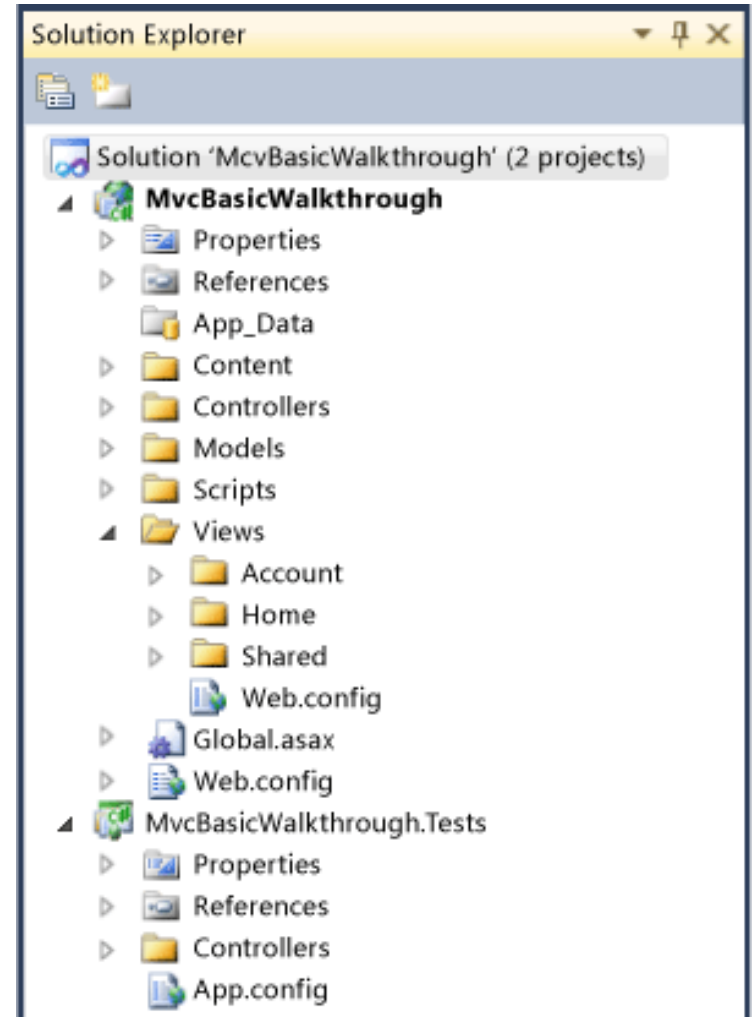 Solution Explorer
Solution ‘McvBasicWalkthrough’ (2 projects)
MvcBasicWalkthrough
Properties
References
App_Data
Content
Controllers
Models
Scripts
Views
Account
Home
Shared
Web.config
Global.asax
Web.config
MvcBasicWalkthrough.Tests
Properties
References
Controllers
App.config